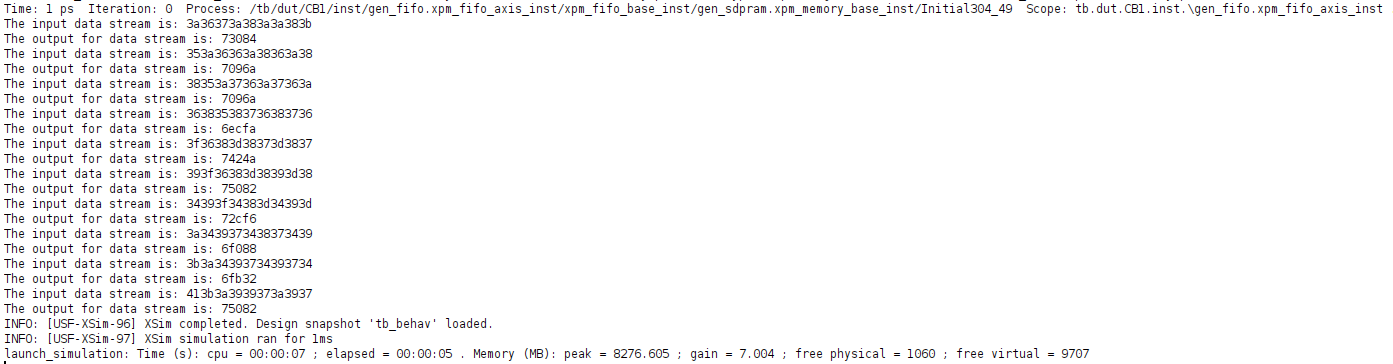 Time: 1 ps  Iteration: 0  Process: /tb/dut/CB1/inst/gen_fifo.xpm_fifo_axis_inst/xpm_fifo_base_inst/gen_sdpram.xpm_memory_base_inst/Initial304_49  Scope: tb.dut.CB1.inst.\gen_fifo.xpm_fifo_axis_inst
The input data stream is: 3a36373a383a3a383b
The output for data stream is: 73084
The input data stream is: 353a36363a38363a38
The output for data stream is: 7096a
The input data stream is: 38353a37363a37363a
The output for data stream is: 7096a
The input data stream is: 363835383736383736
The output for data stream is: 6ecfa
The input data stream is: 3f36383d38373d3837
The output for data stream is: 7424a
The input data stream is: 393f36383d38393d38
The output for data stream is: 75082
The input data stream is: 34393f34383d34393d
The output for data stream is: 72cf6
The input data stream is: 3a3439373438373439
The output for data stream is: 6f088
The input data stream is: 3b3a34393734393734
The output for data stream is: 6fb32
The input data stream is: 413b3a3939373a3937
The output for data stream is: 75082
INFO: [USF-XSim-96] XSim completed. Design snapshot 'tb_behav' loaded.
INFO: [USF-XSim-97] XSim simulation ran for 1ms
launch_simulation: Time (s): cpu = 00:00:07 ; elapsed = 00:00:05 . Memory (MB): peak = 8276.605 ; gain = 7.004 ; free physical = 1060 ; free virtual = 9707